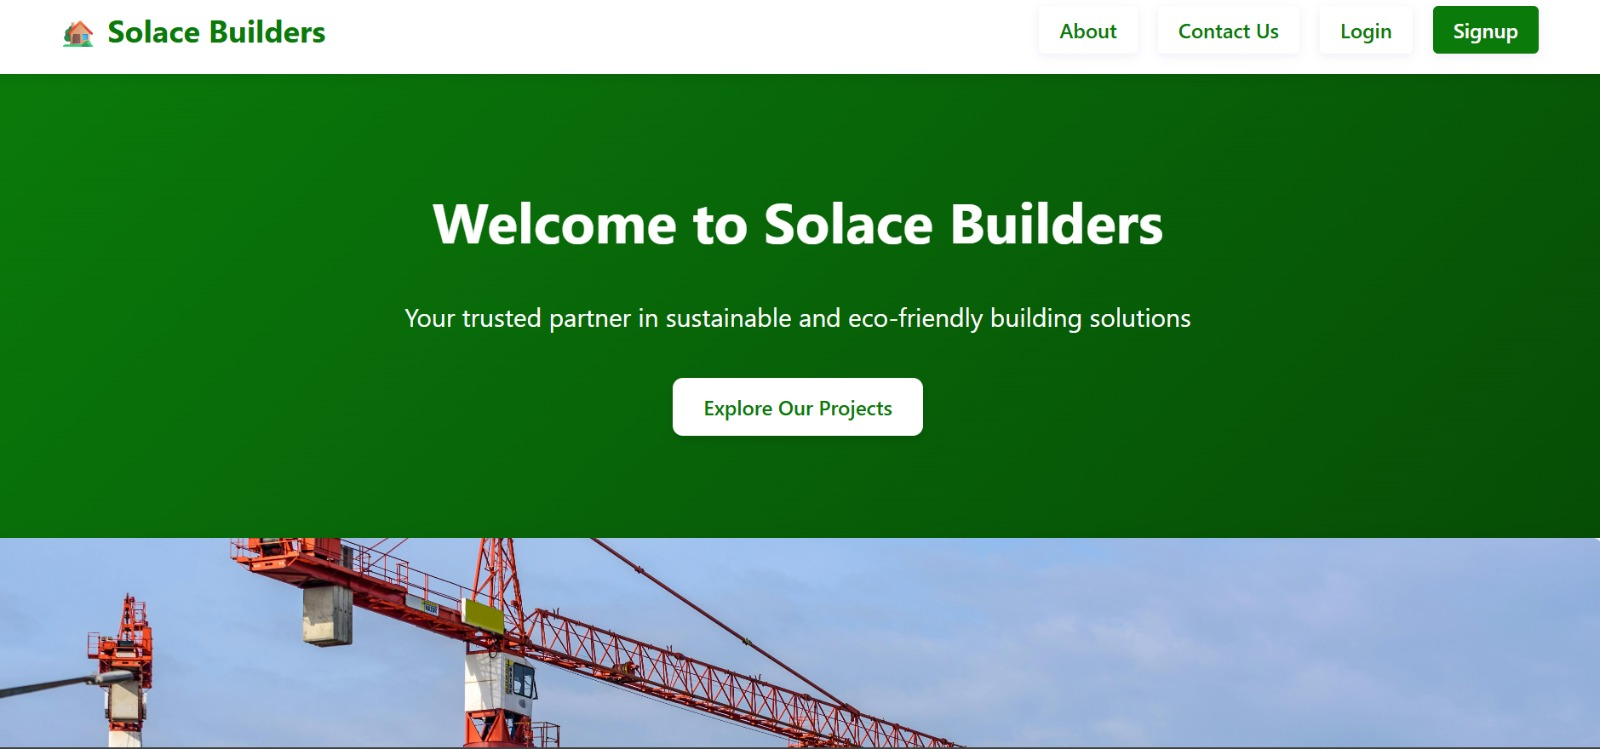 Solace Builders
About
Contact Us
Login
Signup
Welcome to Solace Builders
Your trusted partner in sustainable and eco-friendly building solutions
Explore Our Projects